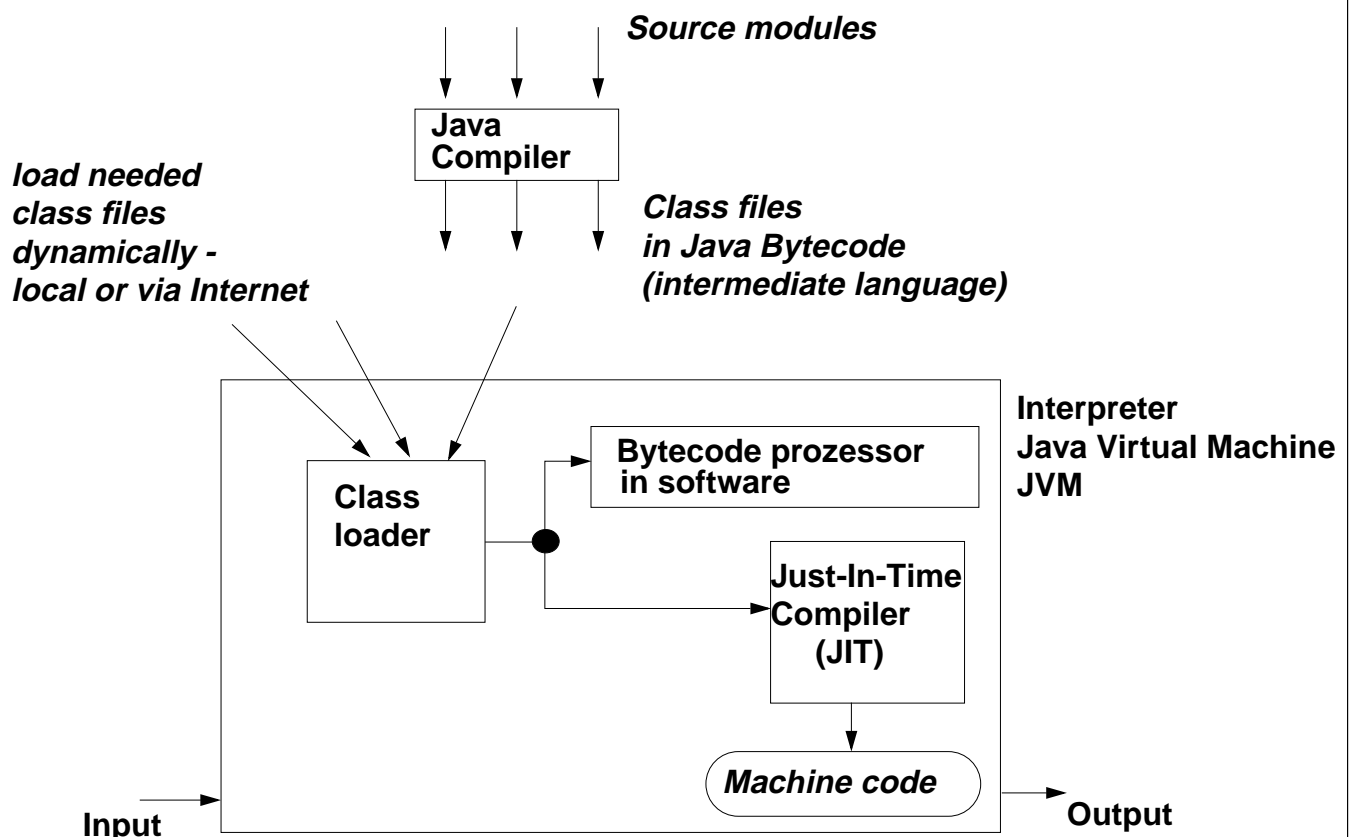 Source modules
Java
Compiler
load needed
class files
dynamically -
local or via Internet
Class files
in Java Bytecode
(intermediate language)
Interpreter
Java Virtual Machine
JVM
Bytecode prozessor
in software
Class
loader
Just-In-Time
Compiler
(JIT)
Machine code
Input
Output